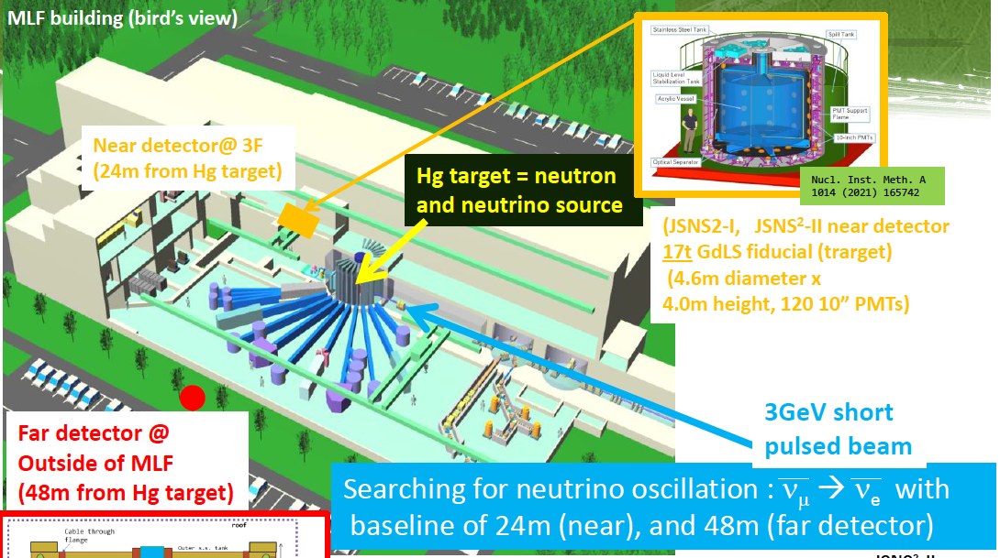 MLF building (bird's view)
Stainless Steel Tank
Spill Tank
Liquid Level
Stabilization Tank
Acrylic Vessel
PMT Support
Flame
10-inch PMTs
Optical Separator
Nucl. Inst. Meth. A
1014 (2021) 165742
Near detector@ 3F
(24m from Hg target)
Hg target = neutron
and neutrino source
(JSNS2-I, JSNS²-II near detector
17t GdLS fiducial (trarget)
(4.6m diameter x
4.0m height, 120 10” PMTs)
3GeV short
pulsed beam
Far detector @
Outside of MLF
(48m from Hg target)
Searching for neutrino oscillation : ν̅μ → ν̅e with
baseline of 24m (near), and 48m (far detector)
Cable through
flange
roof
Outer s.s. tank
JSNS²-II